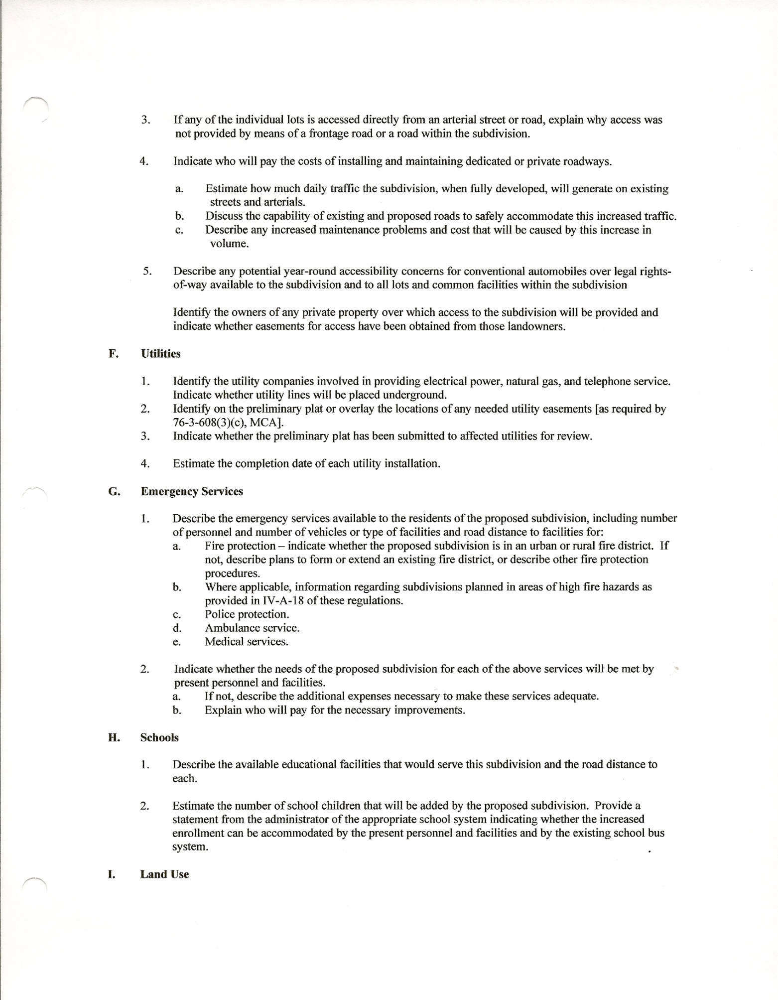 3. If any of the individual lots is accessed directly from an arterial street or road, explain why access was
not provided by means of a frontage road or a road within the subdivision.
4. Indicate who will pay the costs of installing and maintaining dedicated or private roadways.
a. Estimate how much daily traffic the subdivision, when fully developed, will generate on existing
streets and arterials.
b. Discuss the capability of existing and proposed roads to safely accommodate this increased traffic.
c. Describe any increased maintenance problems and cost that will be caused by this increase in
volume.
5. Describe any potential year-round accessibility concerns for conventional automobiles over legal rights-
of-way available to the subdivision and to all lots and common facilities within the subdivision
Identify the owners of any private property over which access to the subdivision will be provided and
indicate whether easements for access have been obtained from those landowners.
F. Utilities
1. Identify the utility companies involved in providing electrical power, natural gas, and telephone service.
Indicate whether utility lines will be placed underground.
2. Identify on the preliminary plat or overlay the locations of any needed utility easements [as required by
76-3-608(3)(c), MCA].
3. Indicate whether the preliminary plat has been submitted to affected utilities for review.
4. Estimate the completion date of each utility installation.
G. Emergency Services
1. Describe the emergency services available to the residents of the proposed subdivision, including number
of personnel and number of vehicles or type of facilities and road distance to facilities for:
a. Fire protection – indicate whether the proposed subdivision is in an urban or rural fire district. If
not, describe plans to form or extend an existing fire district, or describe other fire protection
procedures.
b. Where applicable, information regarding subdivisions planned in areas of high fire hazards as
provided in IV-A-18 of these regulations.
c. Police protection.
d. Ambulance service.
e. Medical services.
2. Indicate whether the needs of the proposed subdivision for each of the above services will be met by
present personnel and facilities.
a. If not, describe the additional expenses necessary to make these services adequate.
b. Explain who will pay for the necessary improvements.
H. Schools
1. Describe the available educational facilities that would serve this subdivision and the road distance to
each.
2. Estimate the number of school children that will be added by the proposed subdivision. Provide a
statement from the administrator of the appropriate school system indicating whether the increased
enrollment can be accommodated by the present personnel and facilities and by the existing school bus
system.
I. Land Use